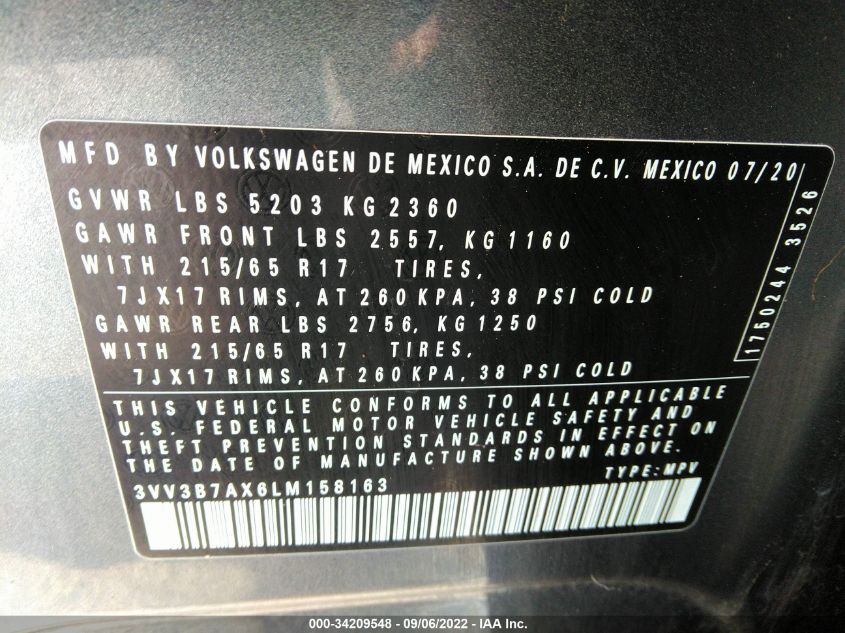 MFD BY VOLKSWAGEN DE MEXICO S.A. DE C.V. MEXICO 07/20
GVWR LBS 5203 KG 2360
GAWR FRONT LBS 2557, KG 1160
WITH 215/65 R17 TIRES,
7JX17 RIMS, AT 260 KPA, 38 PSI COLD
GAWR REAR LBS 2756, KG 1250
WITH 215/65 R17 TIRES,
7JX17 RIMS, AT 260 KPA, 38 PSI COLD
1750244 3526
THIS VEHICLE CONFORMS TO ALL APPLICABLE
U.S. FEDERAL MOTOR VEHICLE SAFETY AND
THEFT PREVENTION STANDARDS IN EFFECT ON
THE DATE OF MANUFACTURE SHOWN ABOVE.
3VV3B7AX6LM158163 TYPE: MPV
000-34209548 - 09/06/2022 - IAA Inc.